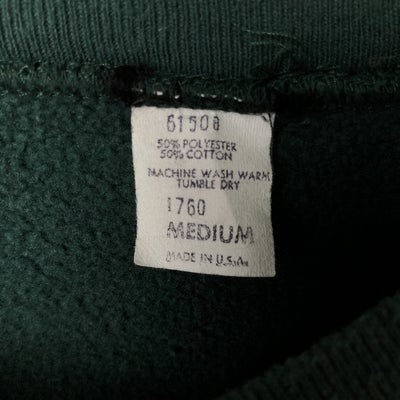 61508
50% POLYESTER
50% COTTON
MACHINE WASH WARM
TUMBLE DRY
1760
MEDIUM
MADE IN U.S.A.